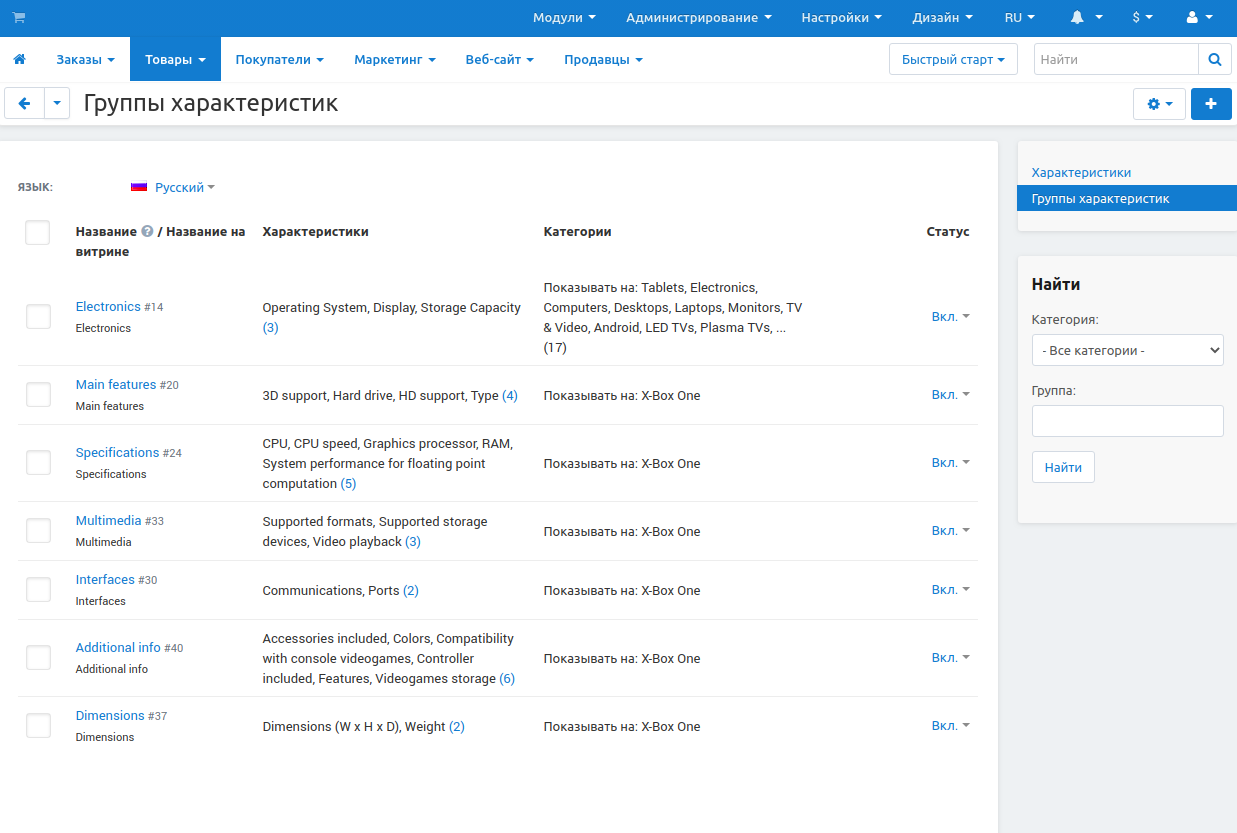 Модули Администрирование Настройки Дизайн RU $
Заказы Товары Покупатели Маркетинг Веб-сайт Продавцы Быстрый старт Найти
Группы характеристик
ЯЗЫК: Русский
Название ? / Название на витрине Характеристики Категории Статус
Electronics #14
Electronics
Operating System, Display, Storage Capacity
(3)
Показывать на: Tablets, Electronics,
Computers, Desktops, Laptops, Monitors, TV
& Video, Android, LED TVs, Plasma TVs, ...
(17)
Вкл.
Main features #20
Main features
3D support, Hard drive, HD support, Type (4)
Показывать на: X-Box One
Вкл.
Specifications #24
Specifications
CPU, CPU speed, Graphics processor, RAM,
System performance for floating point
computation (5)
Показывать на: X-Box One
Вкл.
Multimedia #33
Multimedia
Supported formats, Supported storage
devices, Video playback (3)
Показывать на: X-Box One
Вкл.
Interfaces #30
Interfaces
Communications, Ports (2)
Показывать на: X-Box One
Вкл.
Additional info #40
Additional info
Accessories included, Colors, Compatibility
with console videogames, Controller
included, Features, Videogames storage (6)
Показывать на: X-Box One
Вкл.
Dimensions #37
Dimensions
Dimensions (W x H x D), Weight (2)
Показывать на: X-Box One
Вкл.
Характеристики
Группы характеристик
Найти
Категория:
- Все категории -
Группа:
Найти